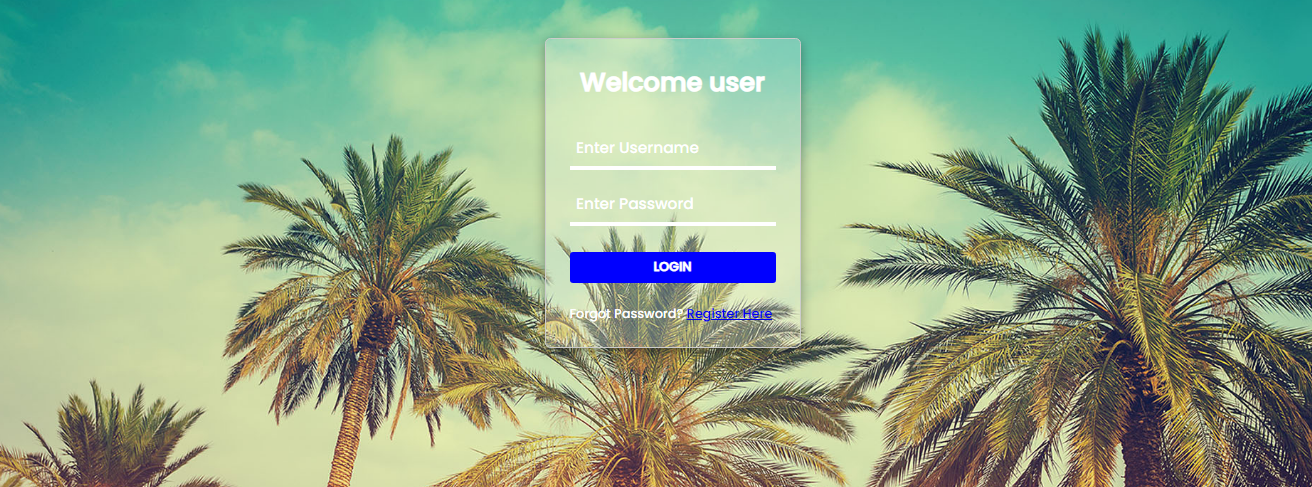 Welcome user
Enter Username
Enter Password
LOGIN
Forgot Password? Register Here